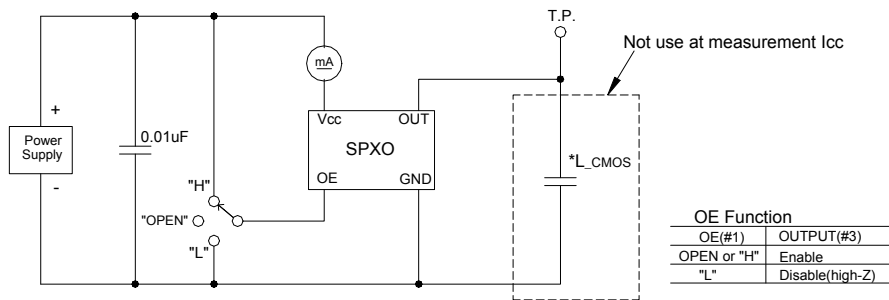 T.P.
Not use at measurement Icc
mA
+
Power
Supply
-
0.01uF
Vcc OUT
SPXO
OE GND
"H"
"OPEN"
"L"
*L_CMOS
OE Function
OE(#1) OUTPUT(#3)
OPEN or "H" Enable
"L" Disable(high-Z)